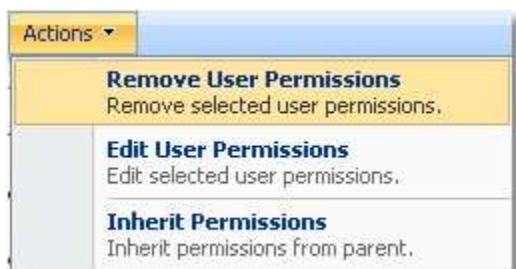 Actions
Remove User Permissions
Remove selected user permissions.
Edit User Permissions
Edit selected user permissions.
Inherit Permissions
Inherit permissions from parent.